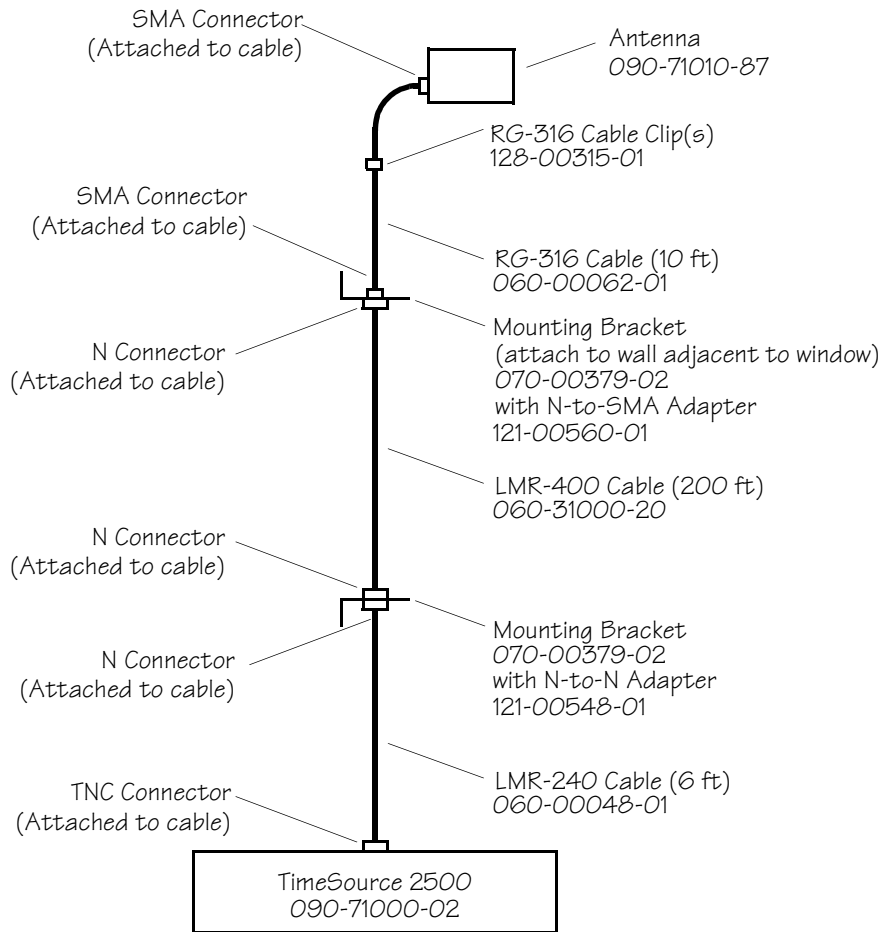 SMA Connector
(Attached to cable)
Antenna
090-71010-87
RG-316 Cable Clip(s)
128-00315-01
SMA Connector
(Attached to cable)
RG-316 Cable (10 ft)
060-00062-01
N Connector
(Attached to cable)
Mounting Bracket
(attach to wall adjacent to window)
070-00379-02
with N-to-SMA Adapter
121-00560-01
LMR-400 Cable (200 ft)
060-31000-20
N Connector
(Attached to cable)
N Connector
(Attached to cable)
Mounting Bracket
070-00379-02
with N-to-N Adapter
121-00548-01
LMR-240 Cable (6 ft)
060-00048-01
TNC Connector
(Attached to cable)
TimeSource 2500
090-71000-02